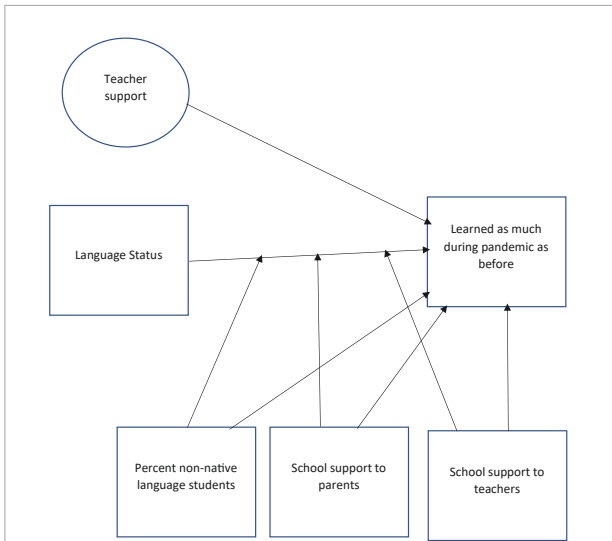 Teacher
support
Language Status
Learned as much
during pandemic as
before
Percent non-native
language students
School support to
parents
School support to
teachers